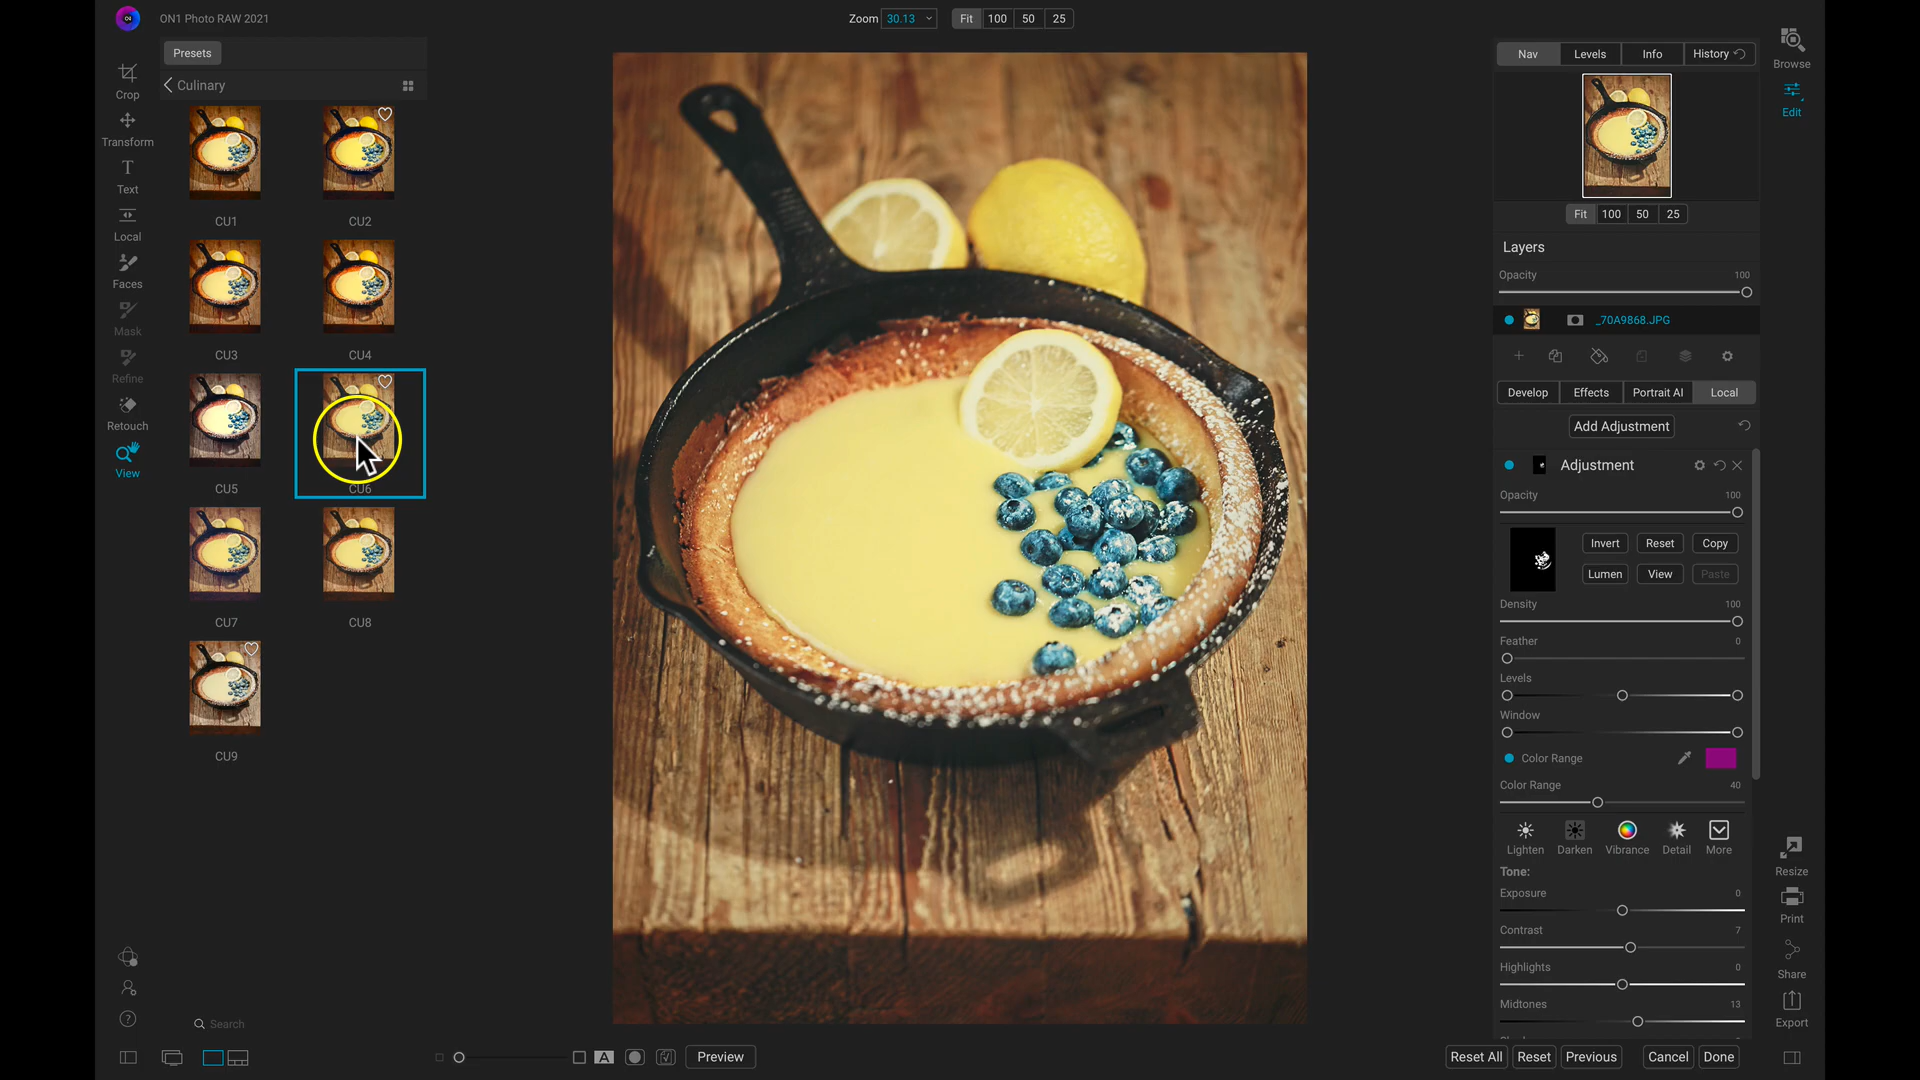 ON1 Photo RAW 2021
Zoom 30.13 Fit 100 50 25
Presets
Culinary
CU1 CU2
CU3 CU4
CU5 CU6
CU7 CU8
CU9
Crop
Transform
Text
Local
Faces
Mask
Refine
Retouch
View
Search
A Preview
Nav Levels Info History
Fit 100 50 25
Layers
Opacity 100
_70A9868.JPG
Develop Effects Portrait AI Local
Add Adjustment
Adjustment
Opacity 100
Invert Reset Copy
Lumen View Paste
Density 100
Feather 0
Levels
Window
Color Range
Color Range 40
Lighten Darken Vibrance Detail More
Tone:
Exposure 0
Contrast 7
Highlights 0
Midtones 13
Reset All Reset Previous Cancel Done
Browse
Edit
Resize
Print
Share
Export